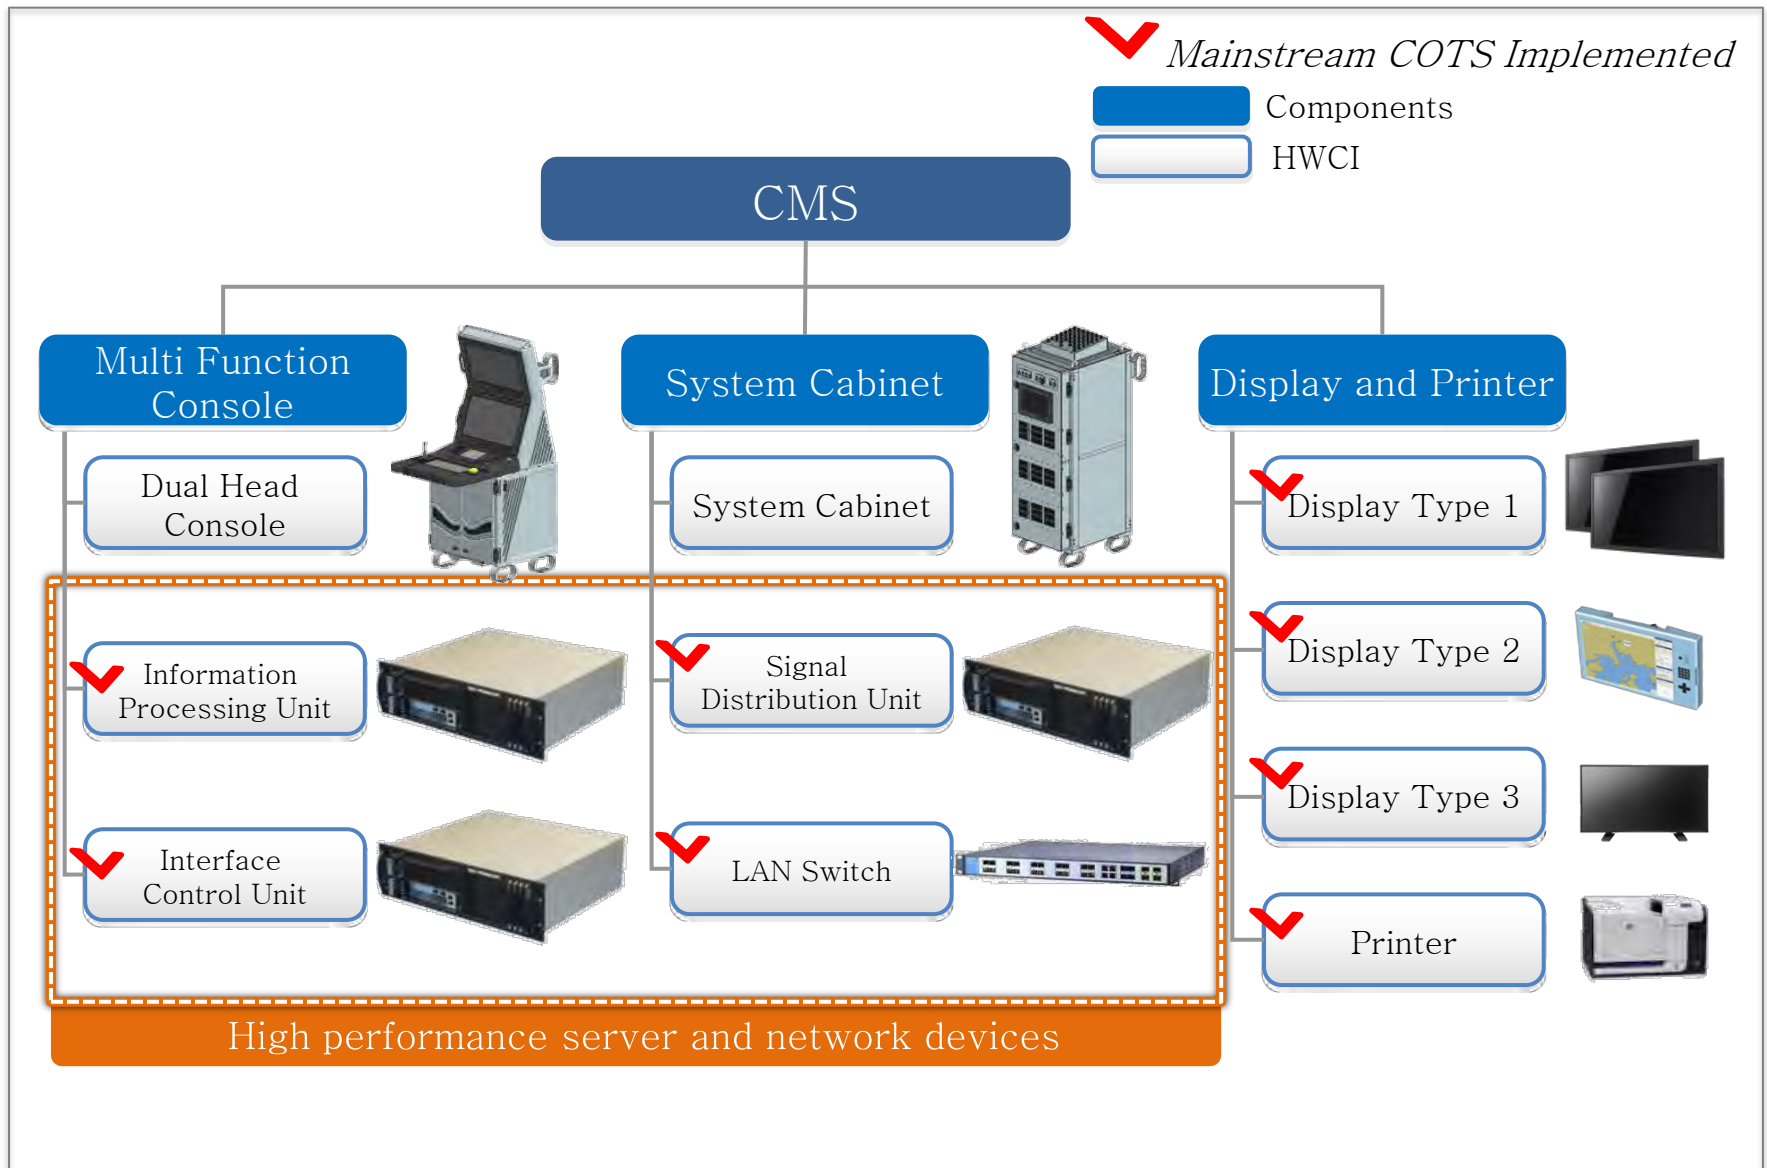 Mainstream COTS Implemented
Components
HWCI
CMS
Multi Function
Console
System Cabinet
Display and Printer
Dual Head
Console
System Cabinet
Display Type 1
Information
Processing Unit
Signal
Distribution Unit
Display Type 2
Display Type 3
Interface
Control Unit
LAN Switch
Printer
High performance server and network devices